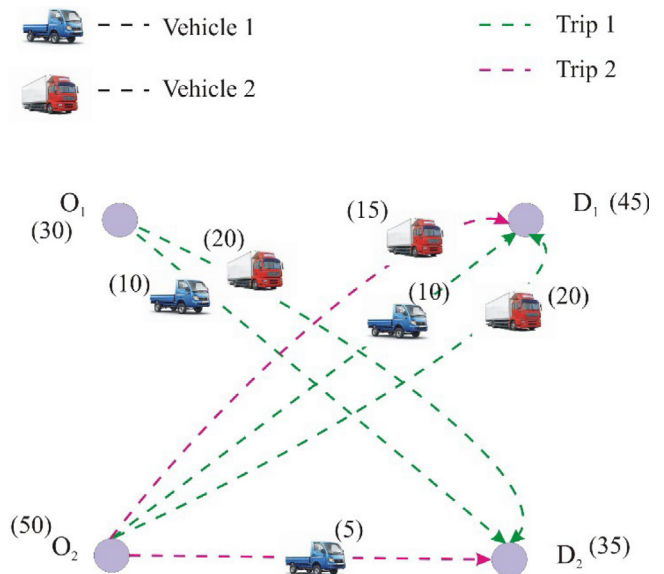 Vehicle 1
Trip 1
Trip 2
Vehicle 2
O1
(30)
(20)
(10)
(15)
D1 (45)
(10)
(20)
(50)
O2
(5)
D2 (35)